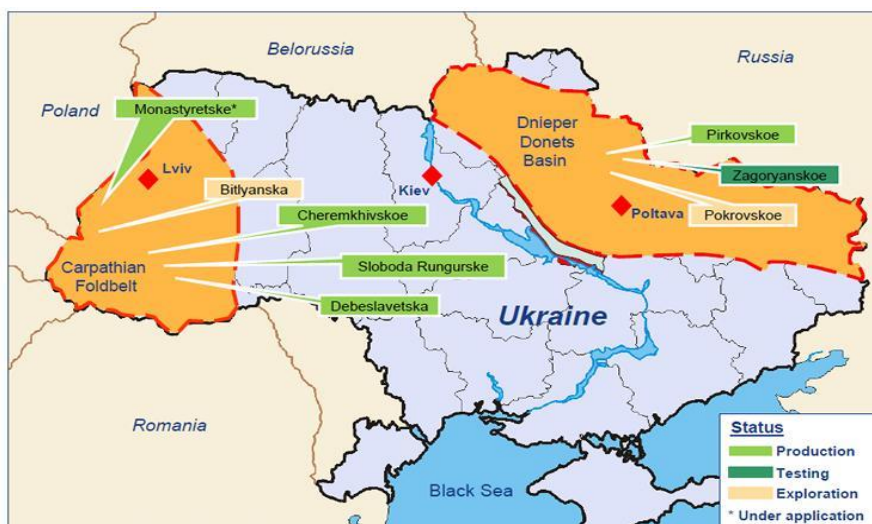 Belorussia
Russia
Poland
Monastyretske*
Dnieper
Donets
Basin
Pirkovskoe
Lviv
Zagoryanskoe
Bitlyanska
Kiev
Cheremkhivskoe
Poltava
Pokrovskoe
Carpathian
Foldbelt
Sloboda Rungurske
Debeslavetska
Ukraine
Romania
Black Sea
Status
Production
Testing
Exploration
* Under application